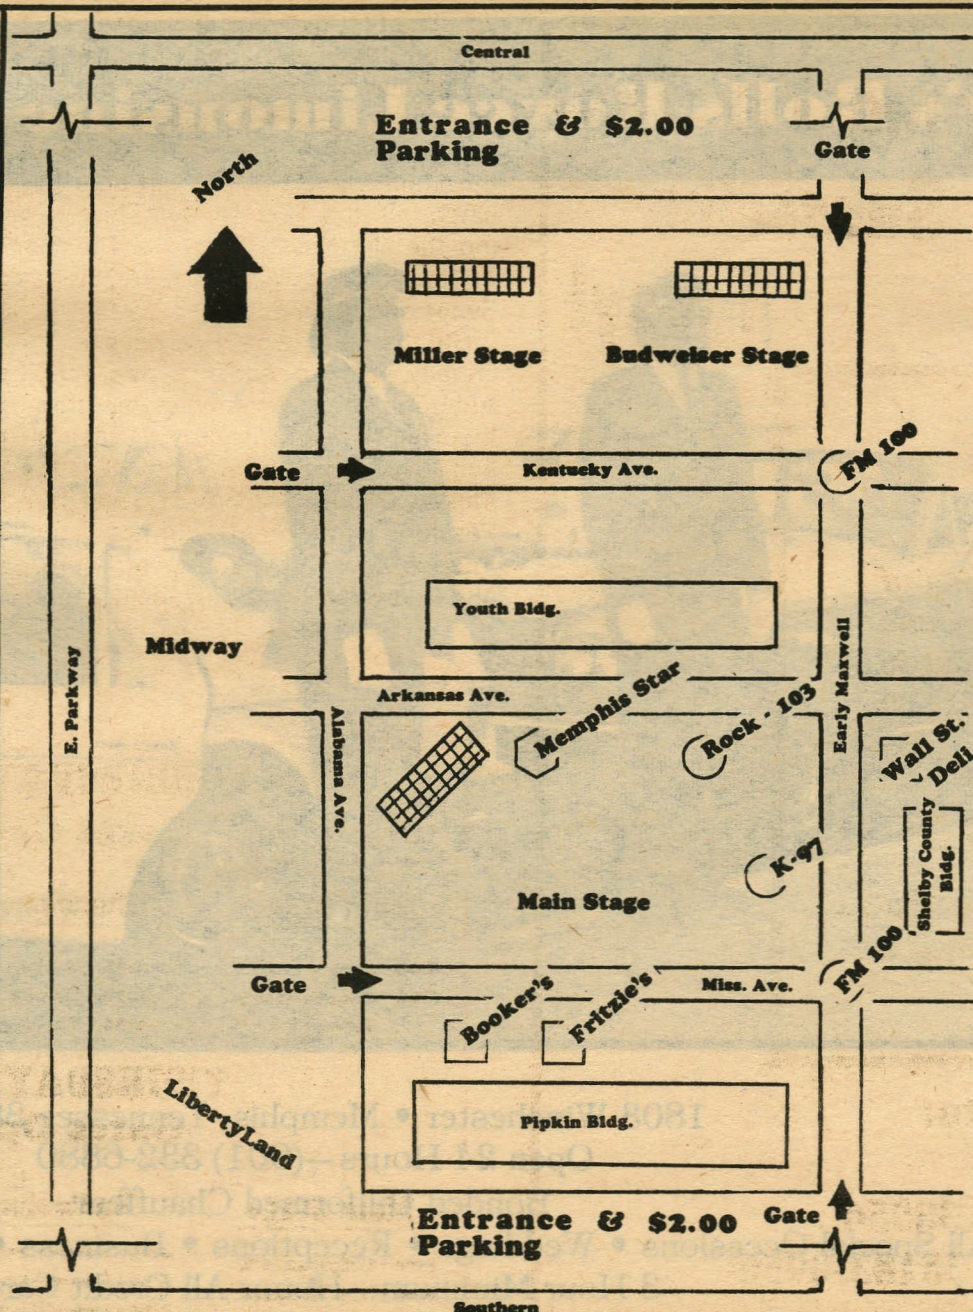 Central
Entrance & $2.00
Parking
Gate
North
Miller Stage
Budweiser Stage
FM 100
Gate
Kentucky Ave.
Youth Bldg.
Midway
E. Parkway
Early Maxwell
Memphis Star
Arkansas Ave.
Rock - 103
Alabama Ave.
Wall St.
Deli
K-97
Shelby County
Bldg.
Main Stage
FM 100
Gate
Miss. Ave.
Booker's
Fritzie's
LibertyLand
Pipkin Bldg.
Entrance & $2.00
Parking
Gate
Southern